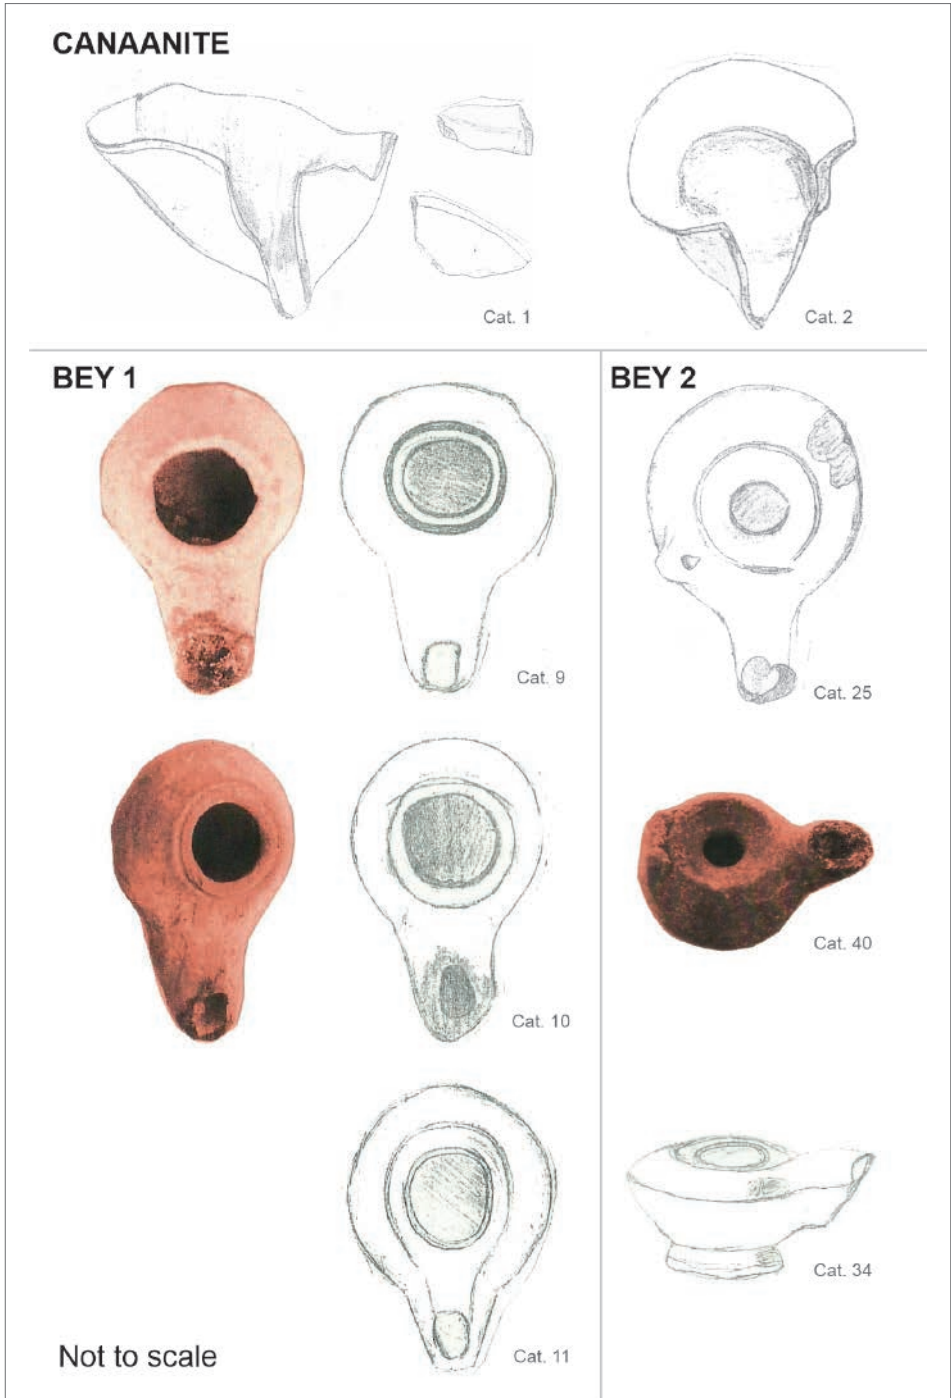 CANAANITE
Cat. 1
Cat. 2
BEY 1
BEY 2
Cat. 9
Cat. 25
Cat. 10
Cat. 40
Cat. 11
Cat. 34
Not to scale